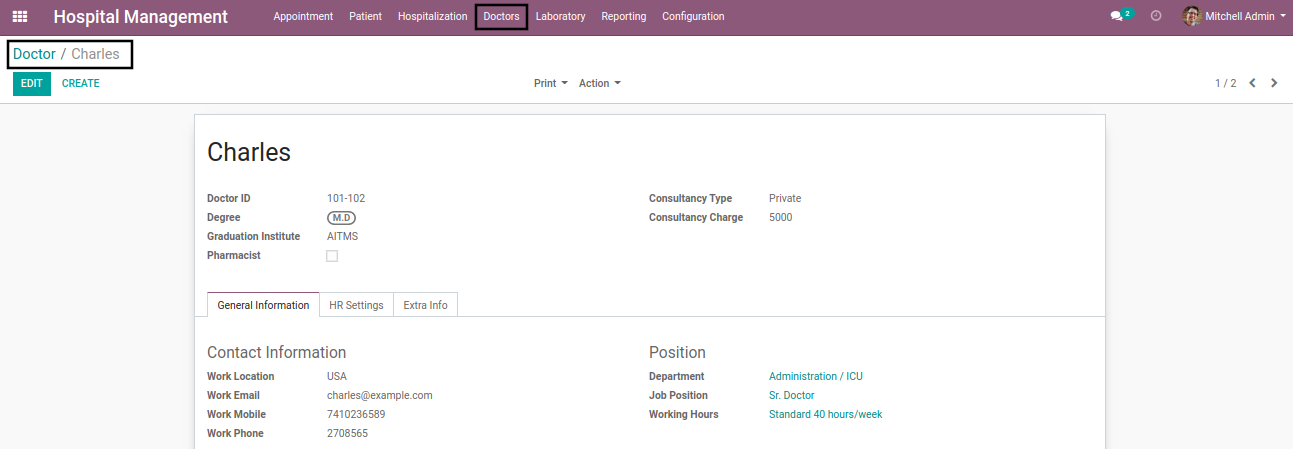 Hospital Management Appointment Patient Hospitalization Doctors Laboratory Reporting Configuration 2 Mitchell Admin
Doctor / Charles
EDIT CREATE Print Action 1 / 2
Charles
Doctor ID 101-102 Consultancy Type Private
Degree M.D Consultancy Charge 5000
Graduation Institute AITMS
Pharmacist
General Information HR Settings Extra Info
Contact Information Position
Work Location USA Department Administration / ICU
Work Email charles@example.com Job Position Sr. Doctor
Work Mobile 7410236589 Working Hours Standard 40 hours/week
Work Phone 2708565